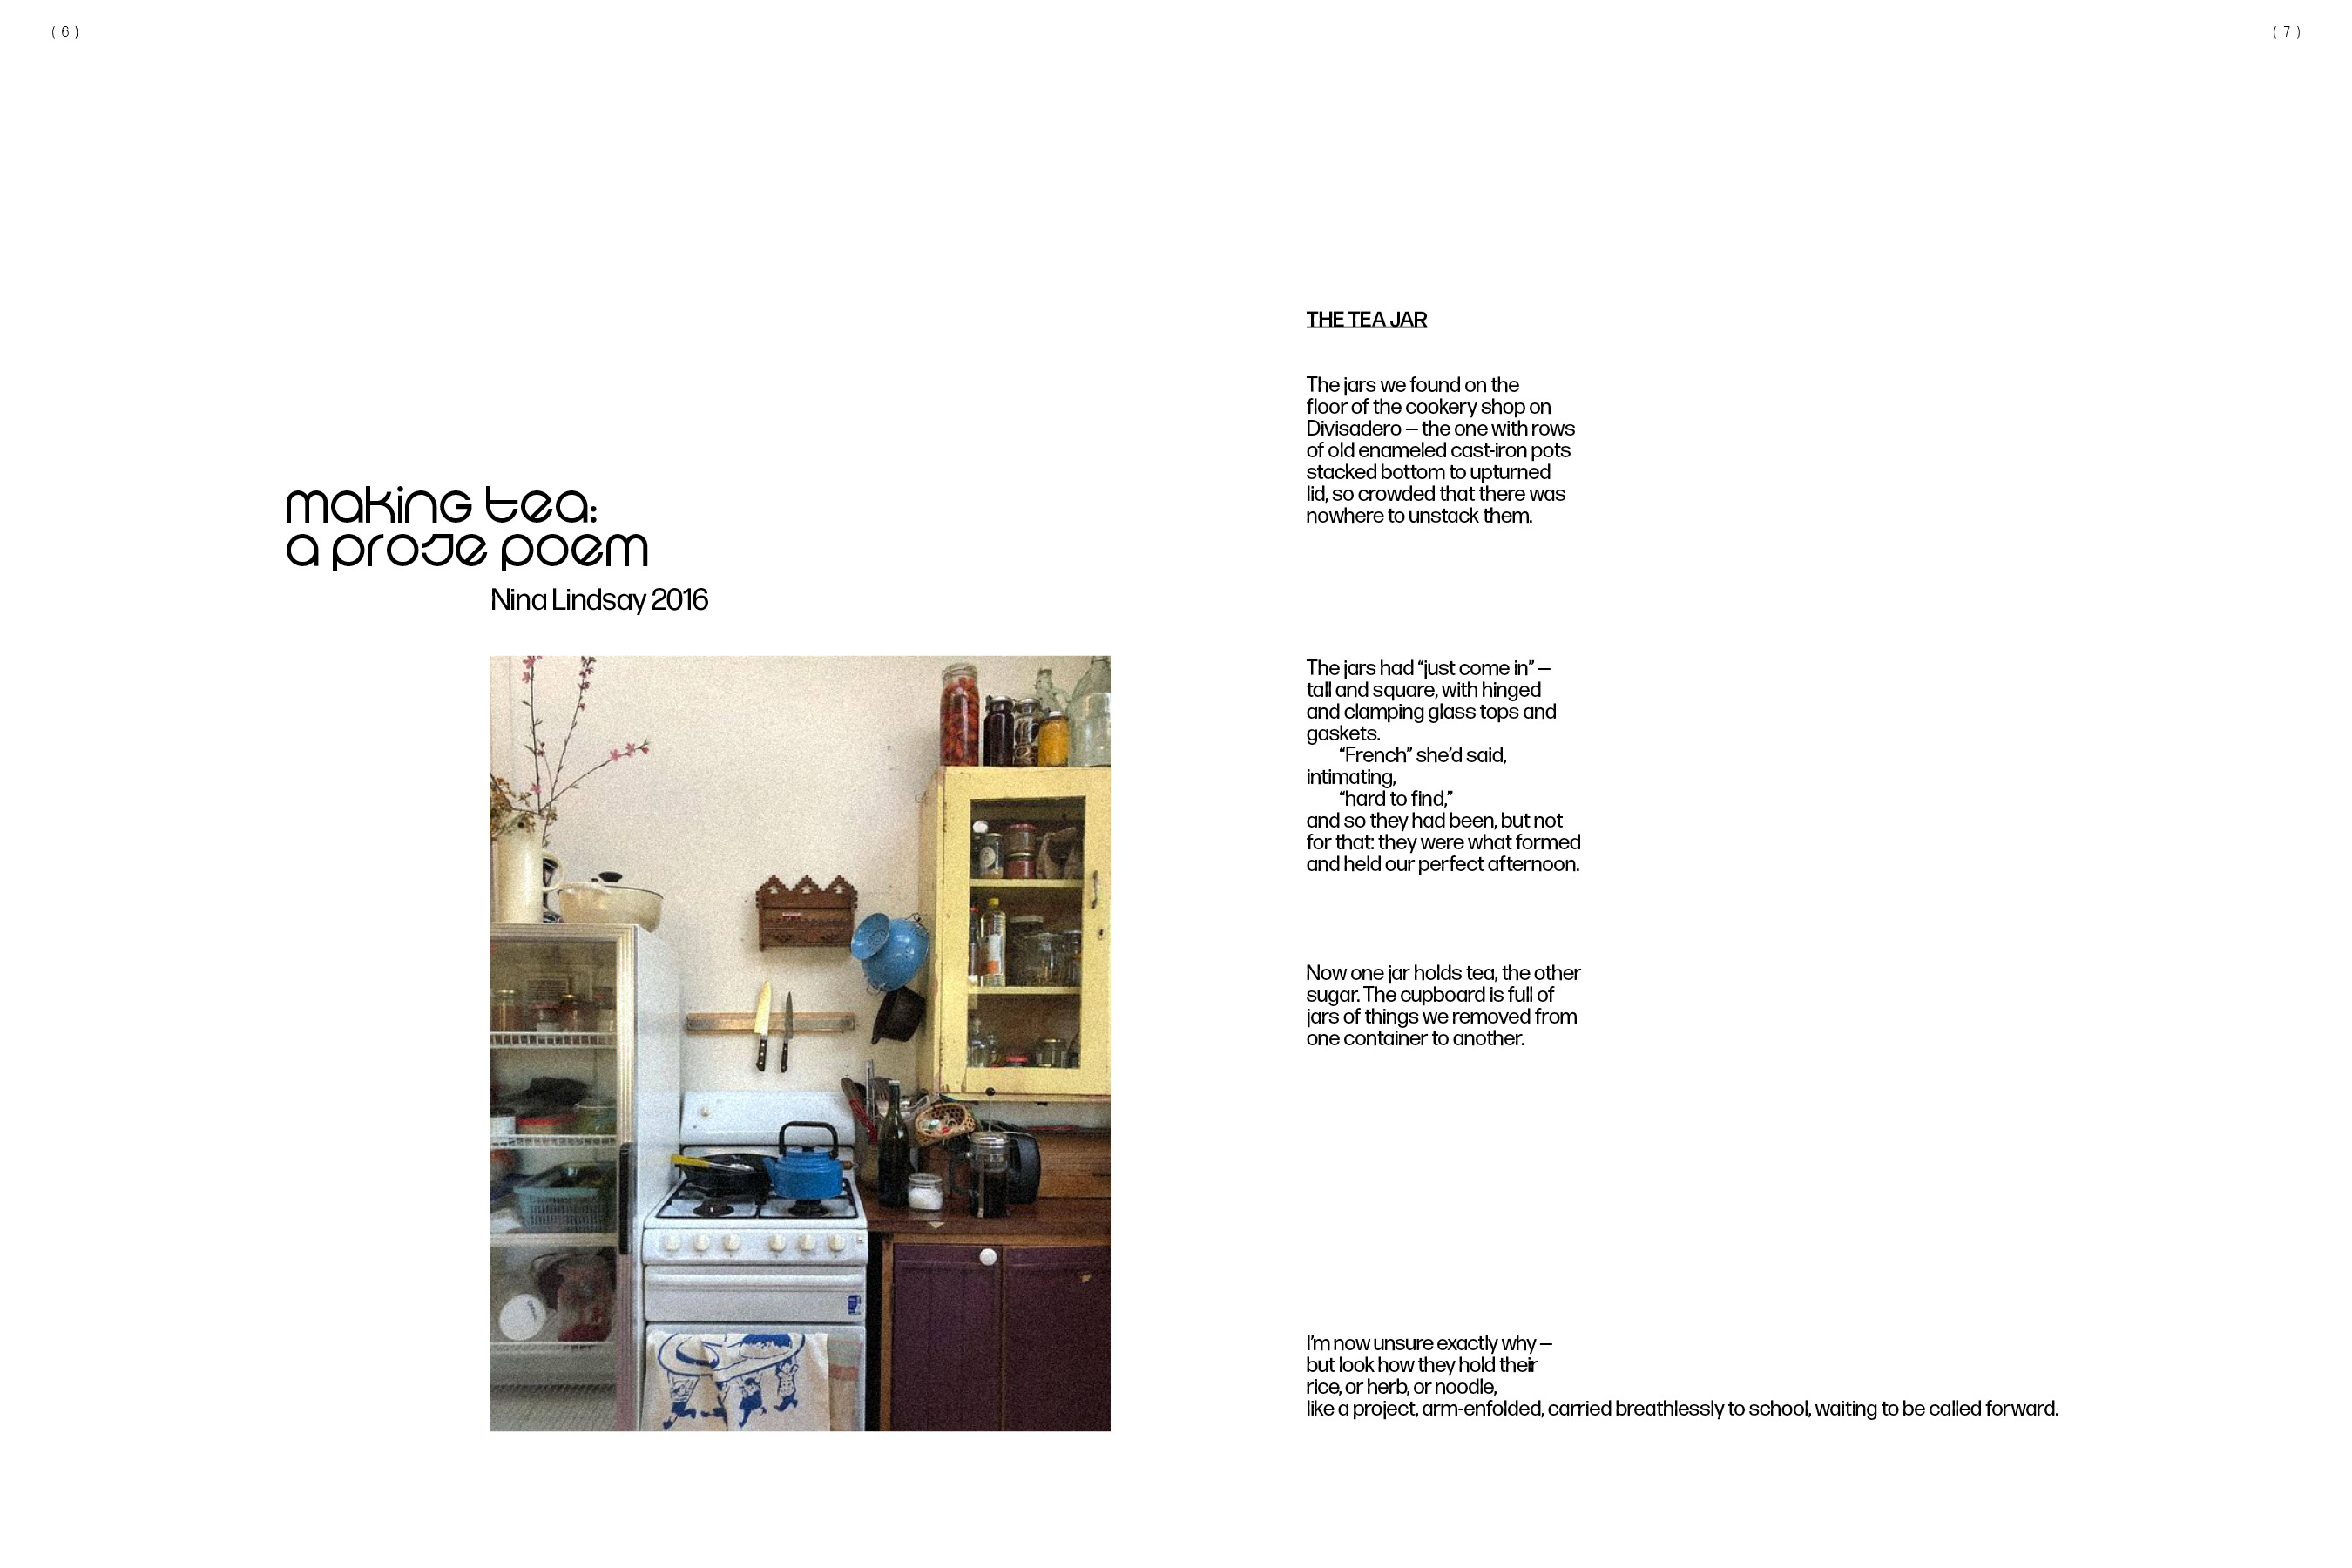 ( 6 )
making tea:
a prose poem
Nina Lindsay 2016
( 7 )
THE TEA JAR
The jars we found on the
floor of the cookery shop on
Divisadero — the one with rows
of old enameled cast-iron pots
stacked bottom to upturned
lid, so crowded that there was
nowhere to unstack them.
The jars had “just come in” —
tall and square, with hinged
and clamping glass tops and
gaskets.
“French” she’d said,
intimating,
“hard to find,”
and so they had been, but not
for that: they were what formed
and held our perfect afternoon.
Now one jar holds tea, the other
sugar. The cupboard is full of
jars of things we removed from
one container to another.
I’m now unsure exactly why —
but look how they hold their
rice, or herb, or noodle,
like a project, arm-enfolded, carried breathlessly to school, waiting to be called forward.